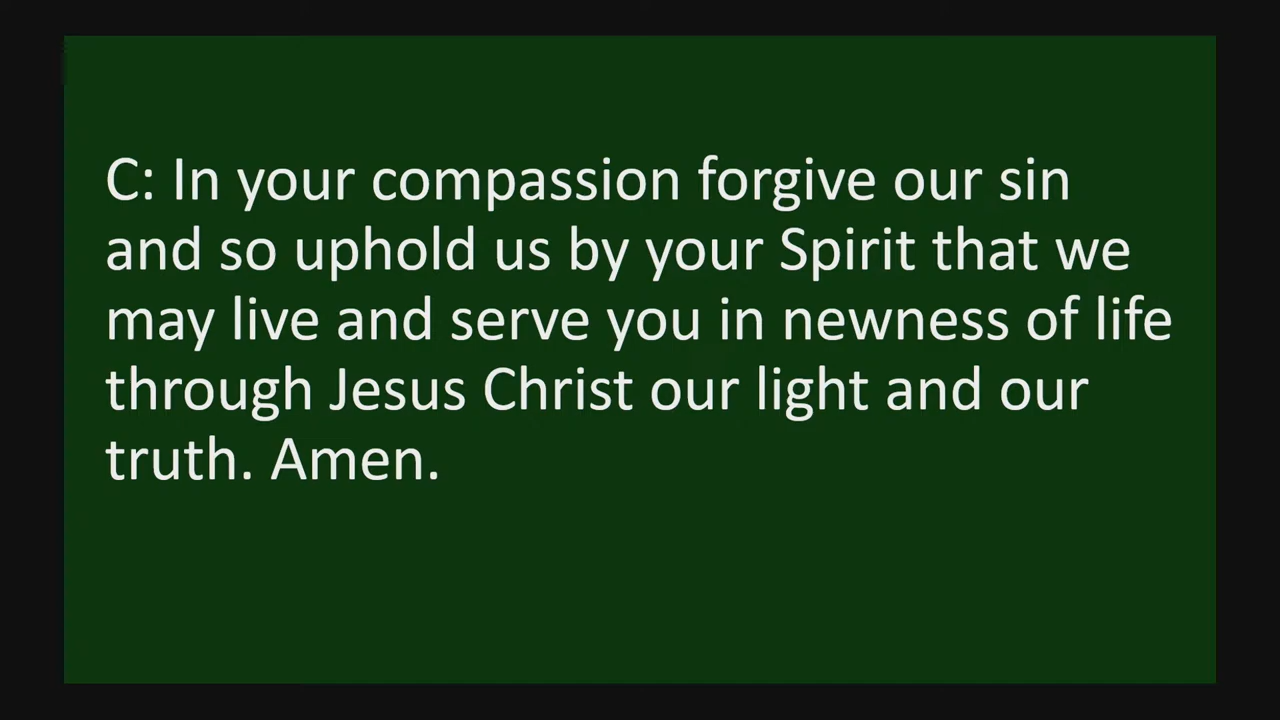 C: In your compassion forgive our sin
and so uphold us by your Spirit that we
may live and serve you in newness of life
through Jesus Christ our light and our
truth. Amen.